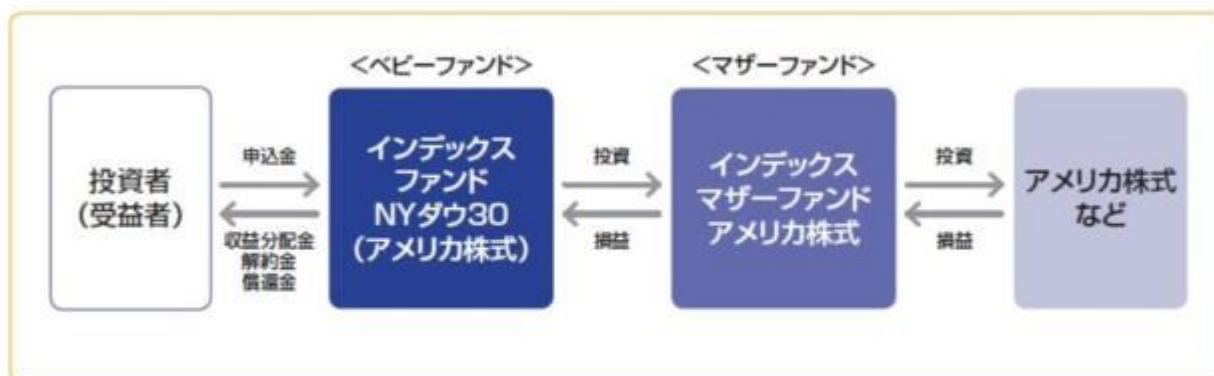 <ベビーファンド>
<マザーファンド>
投資者
(受益者)
申込金
収益分配金
解約金
償還金
インデックス
ファンド
NYダウ30
(アメリカ株式)
投資
損益
インデックス
マザーファンド
アメリカ株式
投資
損益
アメリカ株式
など